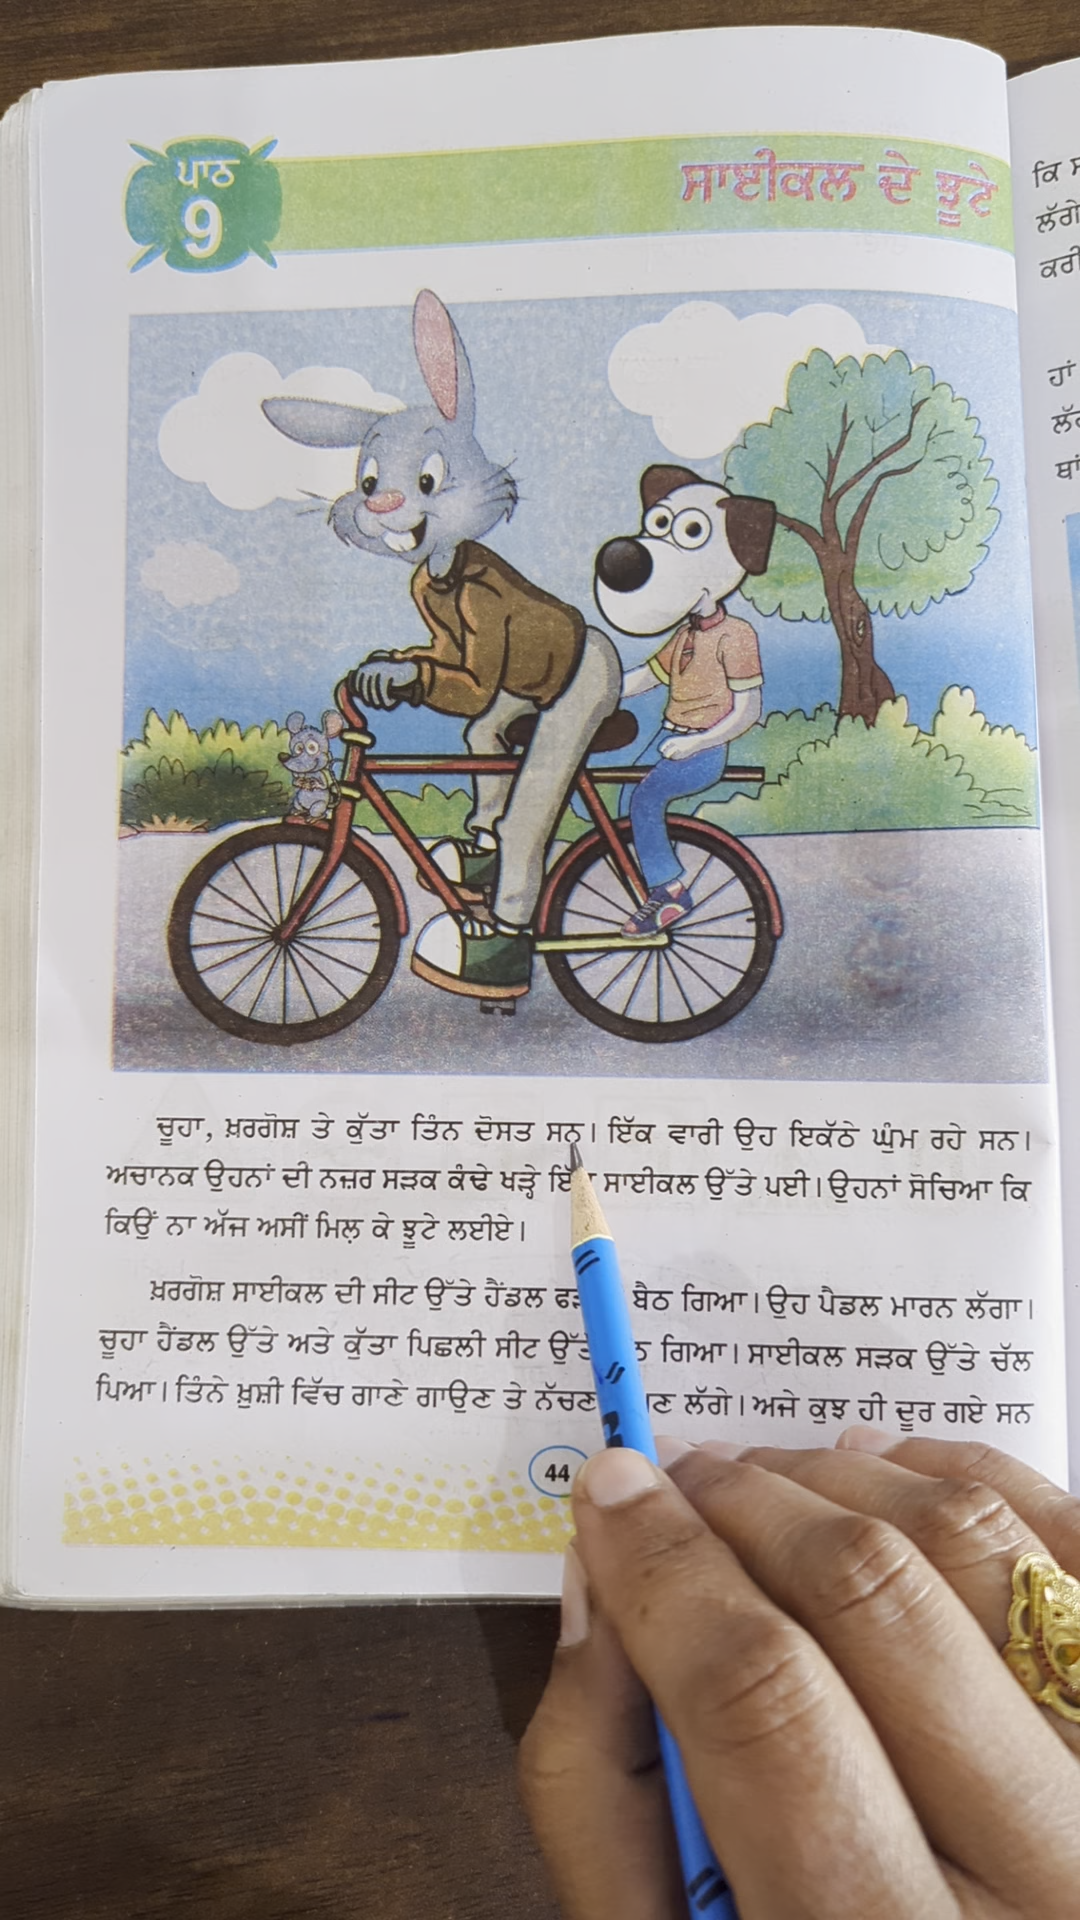 ਪਾਠ
9
ਸਾਈਕਲ ਦੇ ਝੂਟੇ
ਚੂਹਾ, ਖ਼ਰਗੋਸ਼ ਤੇ ਕੁੱਤਾ ਤਿੰਨ ਦੋਸਤ ਸਨ। ਇੱਕ ਵਾਰੀ ਉਹ ਇਕੱਠੇ ਘੁੰਮ ਰਹੇ ਸਨ।
ਅਚਾਨਕ ਉਹਨਾਂ ਦੀ ਨਜ਼ਰ ਸੜਕ ਕੰਢੇ ਖੜ੍ਹੇ ਸਾਈਕਲ ਉੱਤੇ ਪਈ। ਉਹਨਾਂ ਸੋਚਿਆ ਕਿ
ਕਿਉਂ ਨਾ ਅੱਜ ਅਸੀਂ ਮਿਲ਼ ਕੇ ਝੂਟੇ ਲਈਏ।
ਖ਼ਰਗੋਸ਼ ਸਾਈਕਲ ਦੀ ਸੀਟ ਉੱਤੇ ਹੈਂਡਲ ਬੈਠ ਗਿਆ। ਉਹ ਪੈਡਲ ਮਾਰਨ ਲੱਗਾ।
ਚੂਹਾ ਹੈਂਡਲ ਉੱਤੇ ਅਤੇ ਕੁੱਤਾ ਪਿਛਲੀ ਸੀਟ ਉੱਤੇ ਗਿਆ। ਸਾਈਕਲ ਸੜਕ ਉੱਤੇ ਚੱਲ
ਪਿਆ। ਤਿੰਨੇ ਖ਼ੁਸ਼ੀ ਵਿੱਚ ਗਾਣੇ ਗਾਉਣ ਤੇ ਨੱਚਣ ਲੱਗੇ। ਅਜੇ ਕੁਝ ਹੀ ਦੂਰ ਗਏ ਸਨ
44
ਕਿ
ਲੱਗੇ
ਹਾਂ